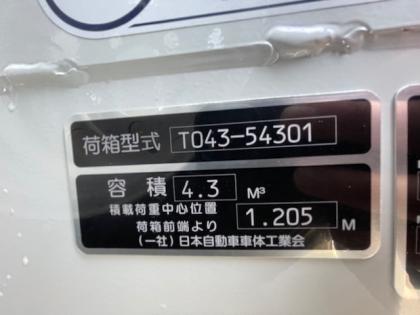 荷箱型式 T043-54301
容積 4.3 M³
積載荷重中心位置
荷箱前端より 1.205 M
(一社)日本自動車車体工業会